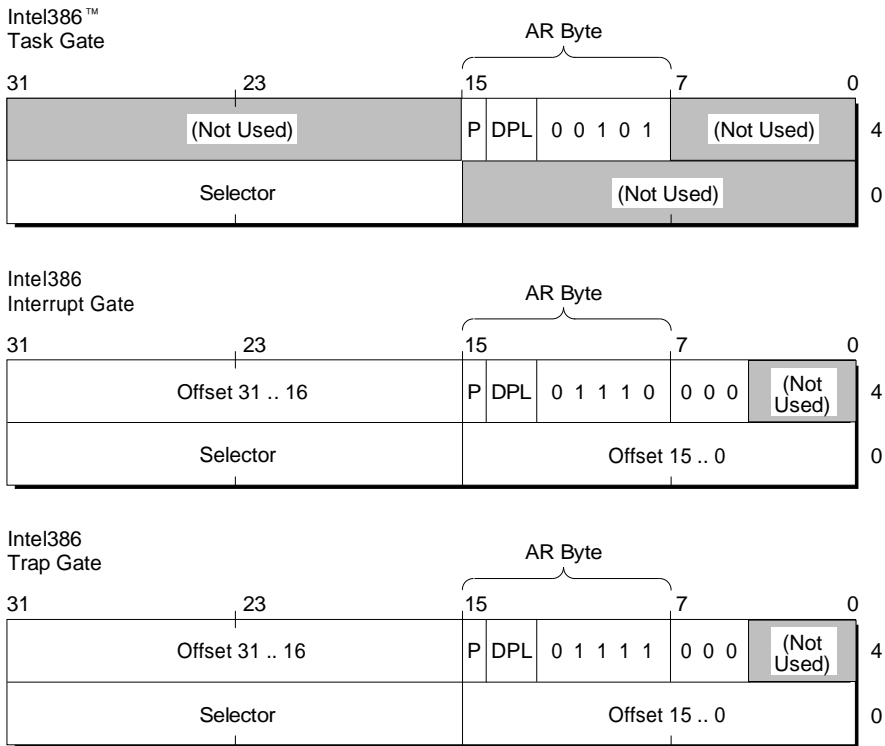 Intel386™
Task Gate
AR Byte
31 23 15 7 0
(Not Used) P DPL 0 0 1 0 1 (Not Used) 4
Selector (Not Used) 0
Intel386
Interrupt Gate
AR Byte
31 23 15 7 0
Offset 31 .. 16 P DPL 0 1 1 1 0 0 0 0 (Not
Used) 4
Selector Offset 15 .. 0 0
Intel386
Trap Gate
AR Byte
31 23 15 7 0
Offset 31 .. 16 P DPL 0 1 1 1 1 0 0 0 (Not
Used) 4
Selector Offset 15 .. 0 0